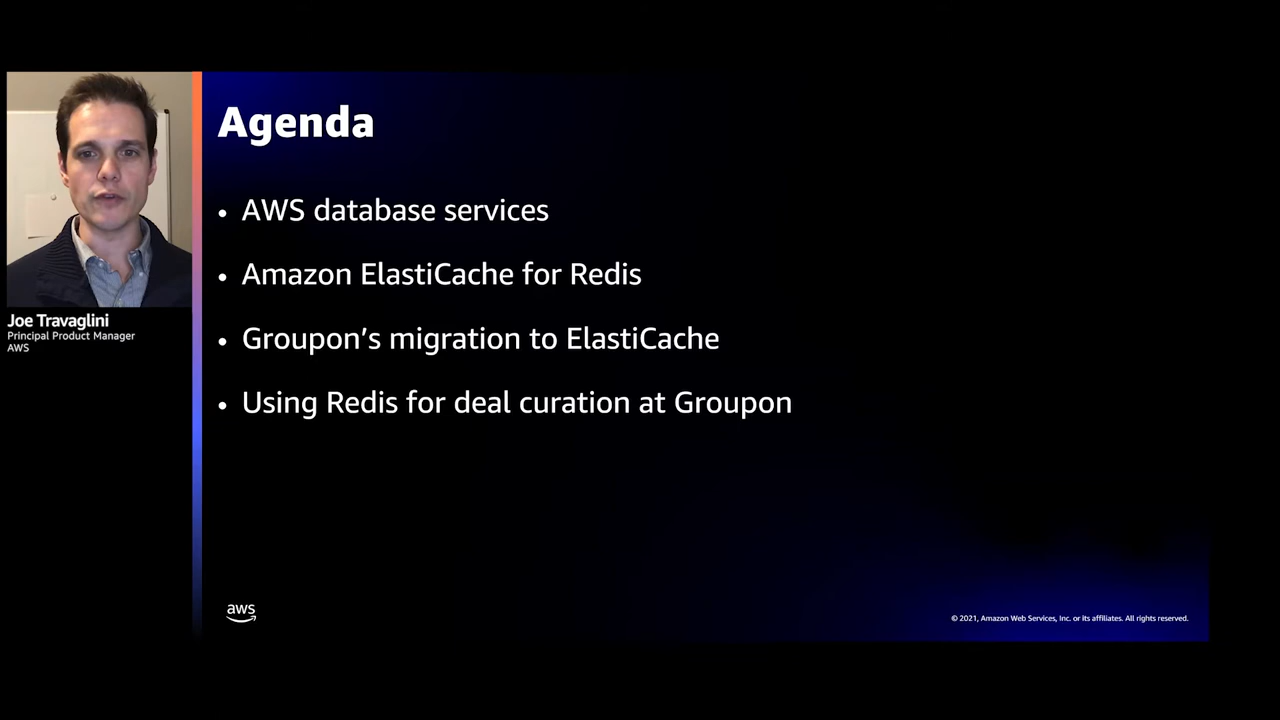 Agenda
• AWS database services
• Amazon ElastiCache for Redis
• Groupon’s migration to ElastiCache
• Using Redis for deal curation at Groupon
Joe Travaglini
Principal Product Manager
AWS
aws
© 2021, Amazon Web Services, Inc. or its affiliates. All rights reserved.